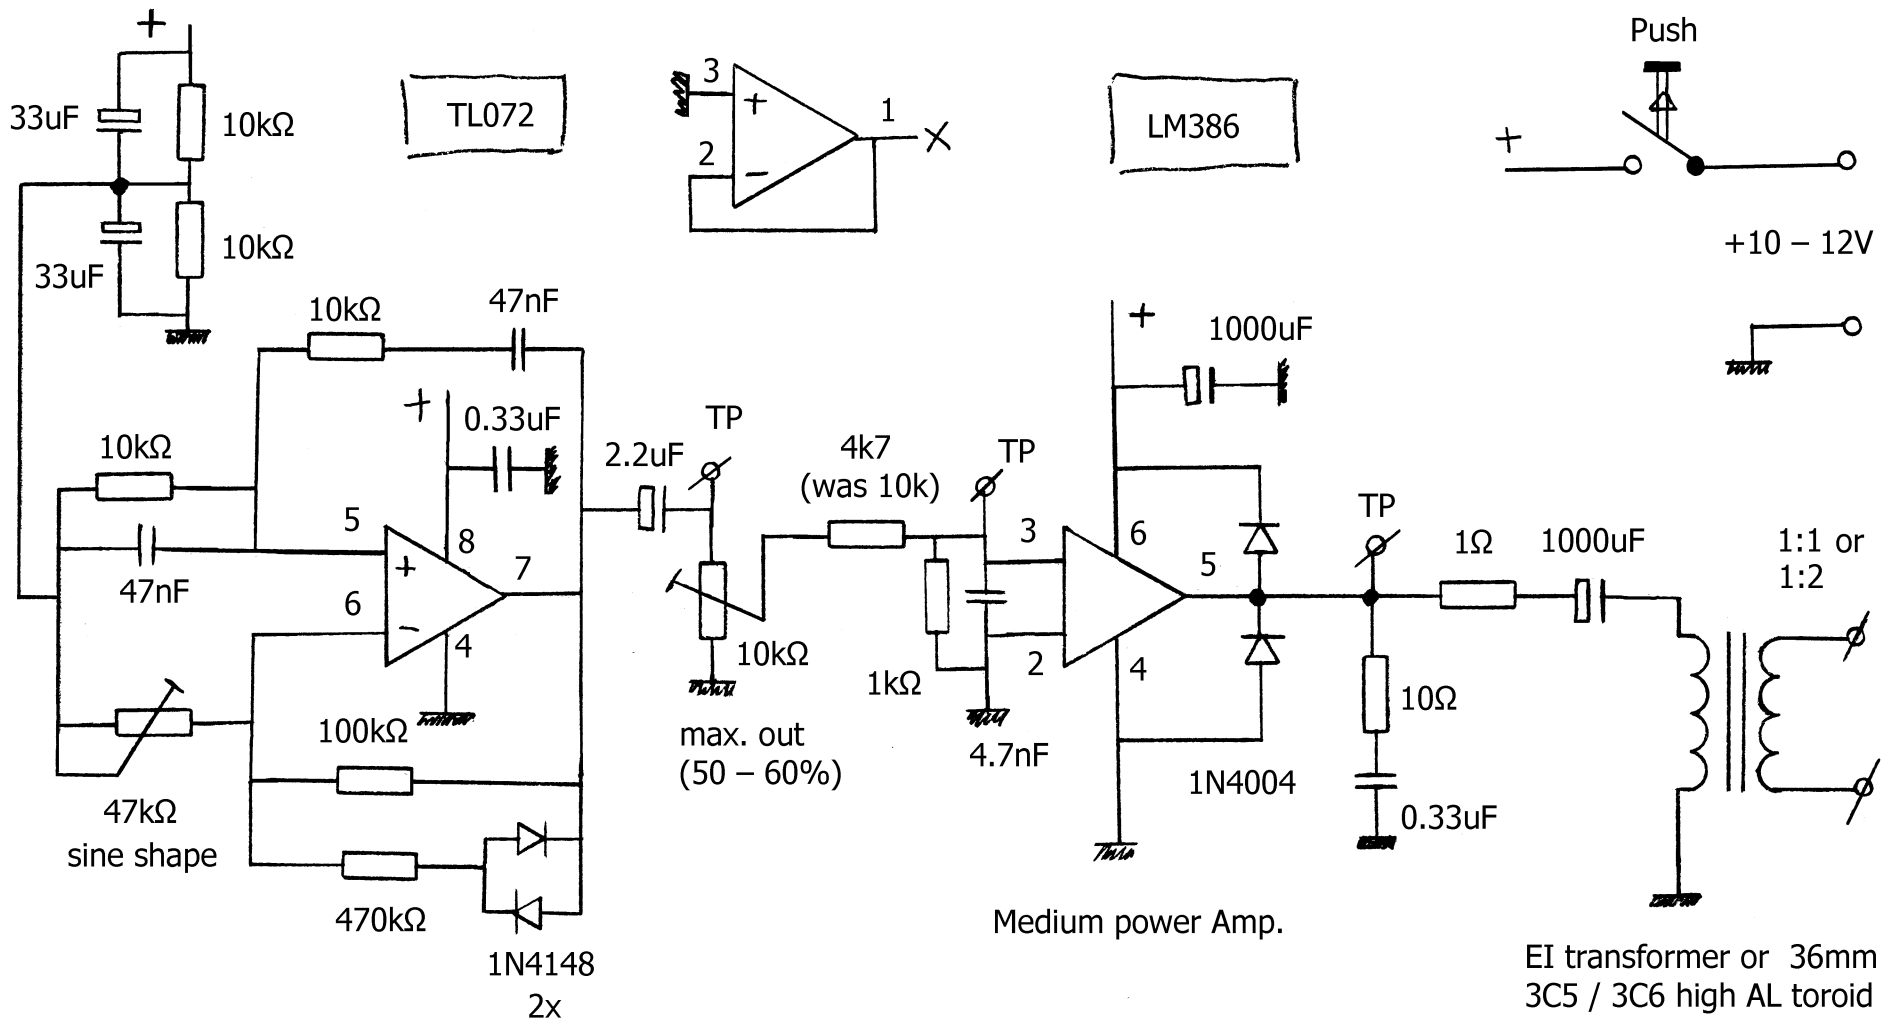 +
33uF
10kΩ
33uF
10kΩ
TL072
3
+
2
−
1
X
LM386
Push
+
+10 – 12V
10kΩ
47nF
+
0.33uF
10kΩ
47nF
5
+
6
−
8
4
7
47kΩ
sine shape
100kΩ
470kΩ
1N4148
2x
2.2uF
TP
10kΩ
max. out
(50 – 60%)
4k7
(was 10k)
TP
1kΩ
4.7nF
3
2
+
1000uF
6
4
5
1N4004
Medium power Amp.
TP
10Ω
0.33uF
1Ω
1000uF
1:1 or
1:2
EI transformer or 36mm
3C5 / 3C6 high AL toroid